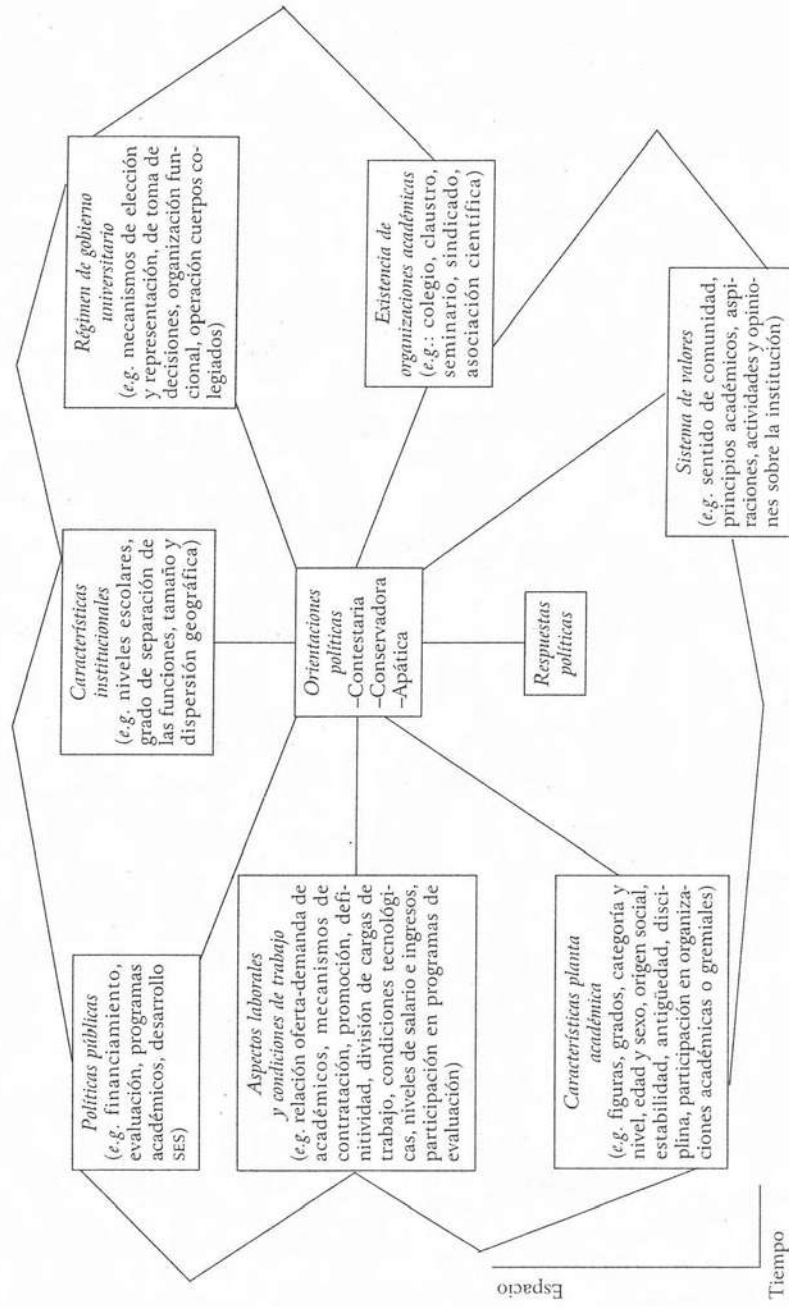 Políticas públicas
(e.g. financiamiento,
evaluación, programas
académicos, desarrollo
SES)
Características
institucionales
(e.g. niveles escolares,
grado de separación de
las funciones, tamaño y
dispersión geográfica)
Régimen de gobierno
universitario
(e.g. mecanismos de elección
y representación, de toma de
decisiones, organización fun-
cional, operación cuerpos co-
legiados)
Aspectos laborales
y condiciones de trabajo
(e.g. relación oferta-demanda de
académicos, mecanismos de
contratación, promoción, defi-
nitividad, división de cargas de
trabajo, condiciones tecnológi-
cas, niveles de salario e ingresos,
participación en programas de
evaluación)
Orientaciones
políticas
–Contestaria
–Conservadora
–Apática
Existencia de
organizaciones académicas
(e.g.: colegio, claustro,
seminario, sindicado,
asociación científica)
Características planta
académica
(e.g. figuras, grados, categoría y
nivel, edad y sexo, origen social,
estabilidad, antigüedad, disci-
plina, participación en organiza-
ciones académicas o gremiales)
Respuestas
políticas
Sistema de valores
(e.g. sentido de comunidad,
principios académicos, aspi-
raciones, actividades y opinio-
nes sobre la institución)
Espacio
Tiempo